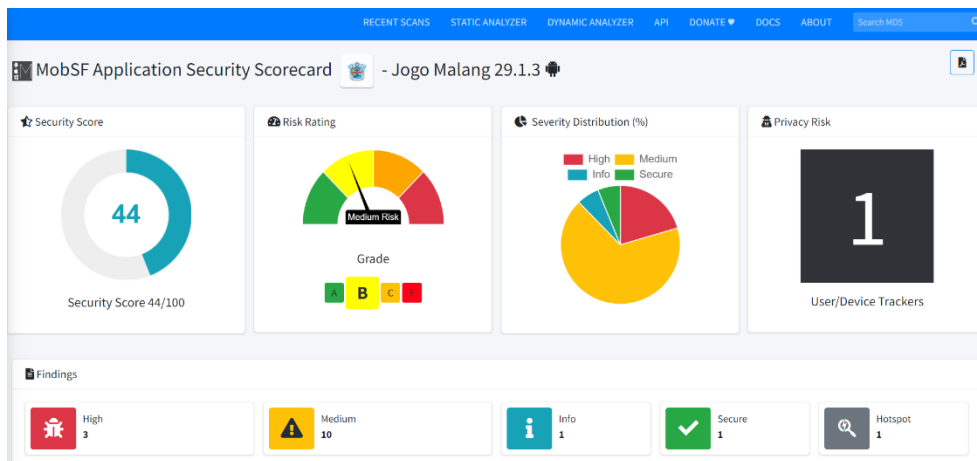 RECENT SCANS STATIC ANALYZER DYNAMIC ANALYZER API DONATE ♥ DOCS ABOUT Search MD5
MobSF Application Security Scorecard - Jogo Malang 29.1.3
Security Score
44
Security Score 44/100
Risk Rating
Medium Risk
Grade
A B C F
Severity Distribution (%)
High Medium
Info Secure
Privacy Risk
1
User/Device Trackers
Findings
High
3
Medium
10
Info
1
Secure
1
Hotspot
1